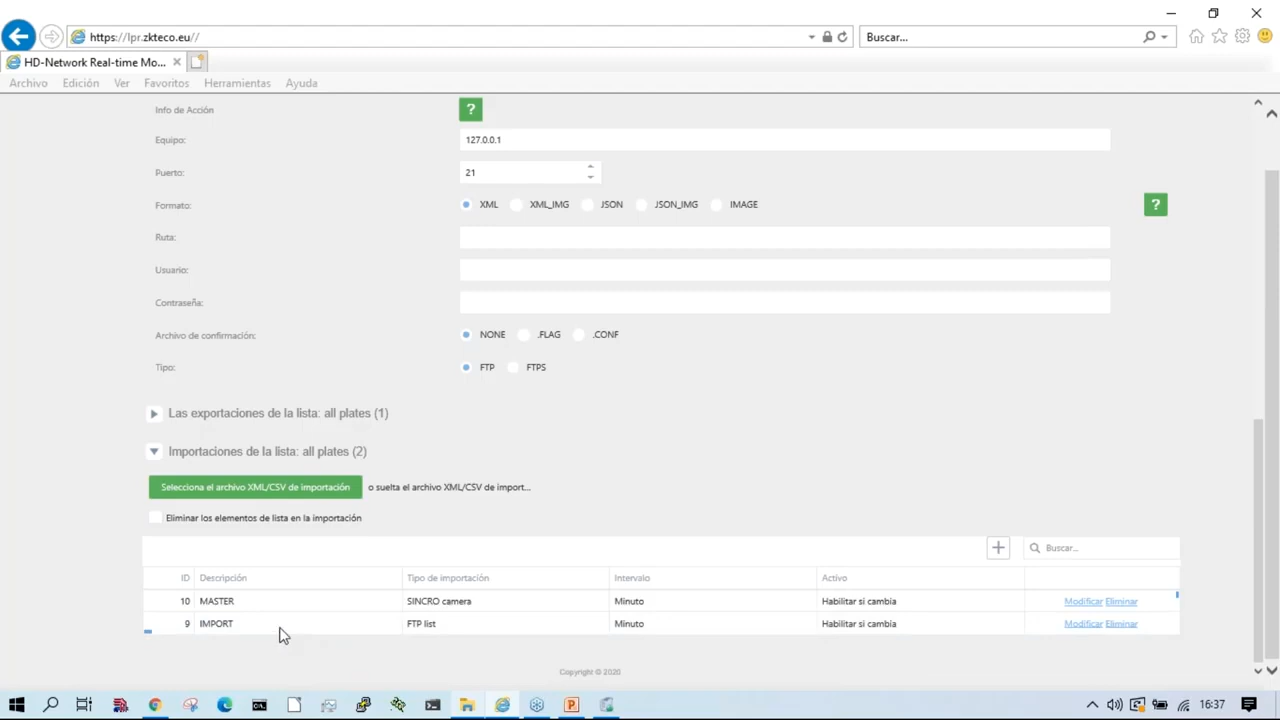 https://lpr.zkteco.eu//
Buscar...
HD-Network Real-time Mo...
Archivo Edición Ver Favoritos Herramientas Ayuda
Info de Acción ?
Equipo: 127.0.0.1
Puerto: 21
Formato: XML XML_IMG JSON JSON_IMG IMAGE ?
Ruta:
Usuario:
Contraseña:
Archivo de confirmación: NONE .FLAG .CONF
Tipo: FTP FTPS
Las exportaciones de la lista: all plates (1)
Importaciones de la lista: all plates (2)
Selecciona el archivo XML/CSV de importación o suelta el archivo XML/CSV de import...
Eliminar los elementos de lista en la importación
Buscar...
ID Descripción Tipo de importación Intervalo Activo
10 MASTER SINCRO camera Minuto Habilitar si cambia Modificar Eliminar
9 IMPORT FTP list Minuto Habilitar si cambia Modificar Eliminar
Copyright © 2020
16:37